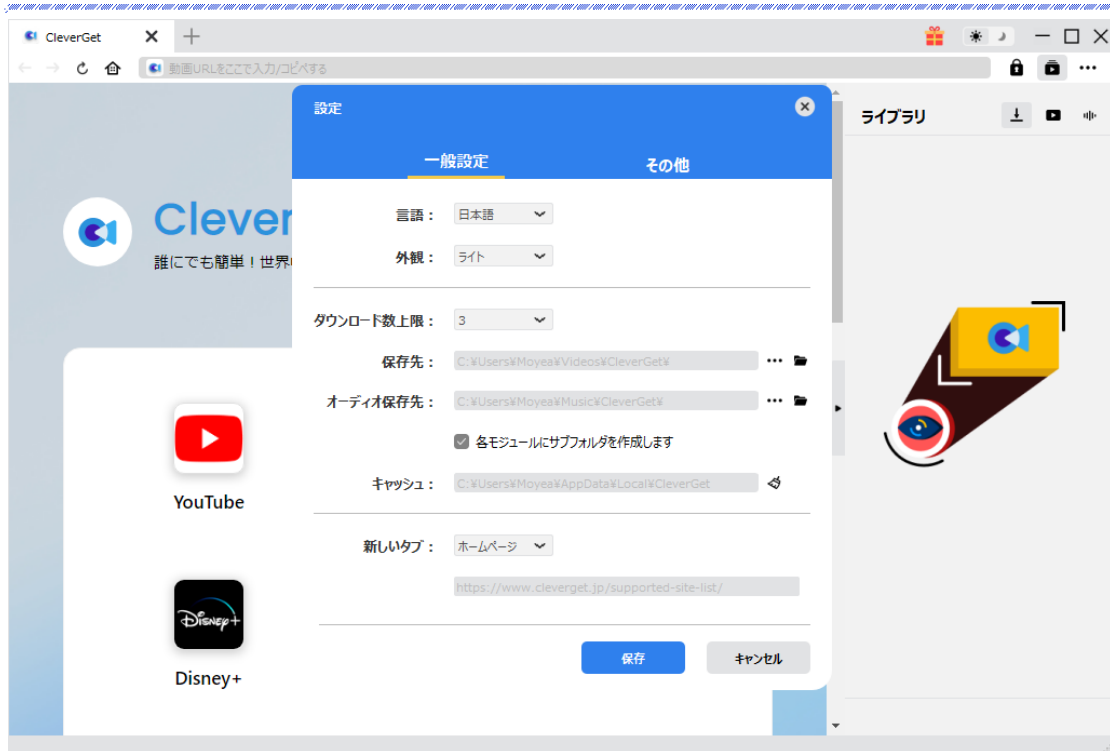 CleverGet
動画URLをここで入力/コピペする
設定
ライブラリ
一般設定
その他
言語：
日本語
Clever
誰にでも簡単！世界
外観：
ライト
ダウンロード数上限：
3
保存先：
C:¥Users¥Moyea¥Videos¥CleverGet¥
オーディオ保存先：
C:¥Users¥Moyea¥Music¥CleverGet¥
各モジュールにサブフォルダを作成します
キャッシュ：
C:¥Users¥Moyea¥AppData¥Local¥CleverGet
YouTube
新しいタブ：
ホームページ
https://www.cleverget.jp/supported-site-list/
Disney+
保存
キャンセル
Disney+